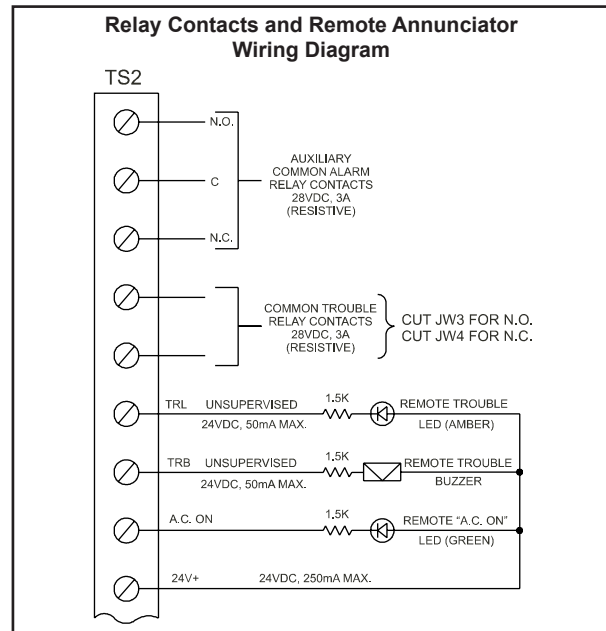 Relay Contacts and Remote Annunciator
Wiring Diagram
TS2
N.O.
C
N.C.
AUXILIARY
COMMON ALARM
RELAY CONTACTS
28VDC, 3A
(RESISTIVE)
COMMON TROUBLE
RELAY CONTACTS
28VDC, 3A
(RESISTIVE)
CUT JW3 FOR N.O.
CUT JW4 FOR N.C.
TRL UNSUPERVISED 1.5K REMOTE TROUBLE
24VDC, 50mA MAX. LED (AMBER)
TRB UNSUPERVISED 1.5K REMOTE TROUBLE
24VDC, 50mA MAX. BUZZER
A.C. ON 1.5K REMOTE "A.C. ON"
LED (GREEN)
24V+ 24VDC, 250mA MAX.